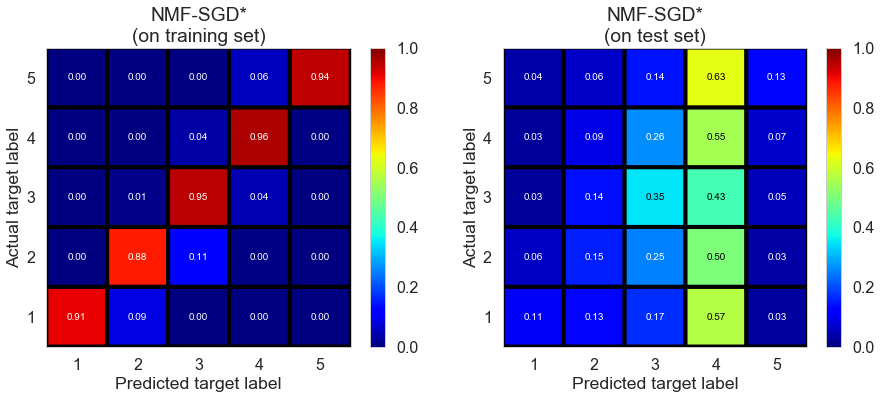 NMF-SGD*
(on training set)
Actual target label
5 0.00 0.00 0.00 0.06 0.94
4 0.00 0.00 0.04 0.96 0.00
3 0.00 0.01 0.95 0.04 0.00
2 0.00 0.88 0.11 0.00 0.00
1 0.91 0.09 0.00 0.00 0.00
1 2 3 4 5
Predicted target label
1.0
0.8
0.6
0.4
0.2
0.0
NMF-SGD*
(on test set)
Actual target label
5 0.04 0.06 0.14 0.63 0.13
4 0.03 0.09 0.26 0.55 0.07
3 0.03 0.14 0.35 0.43 0.05
2 0.06 0.15 0.25 0.50 0.03
1 0.11 0.13 0.17 0.57 0.03
1 2 3 4 5
Predicted target label
1.0
0.8
0.6
0.4
0.2
0.0